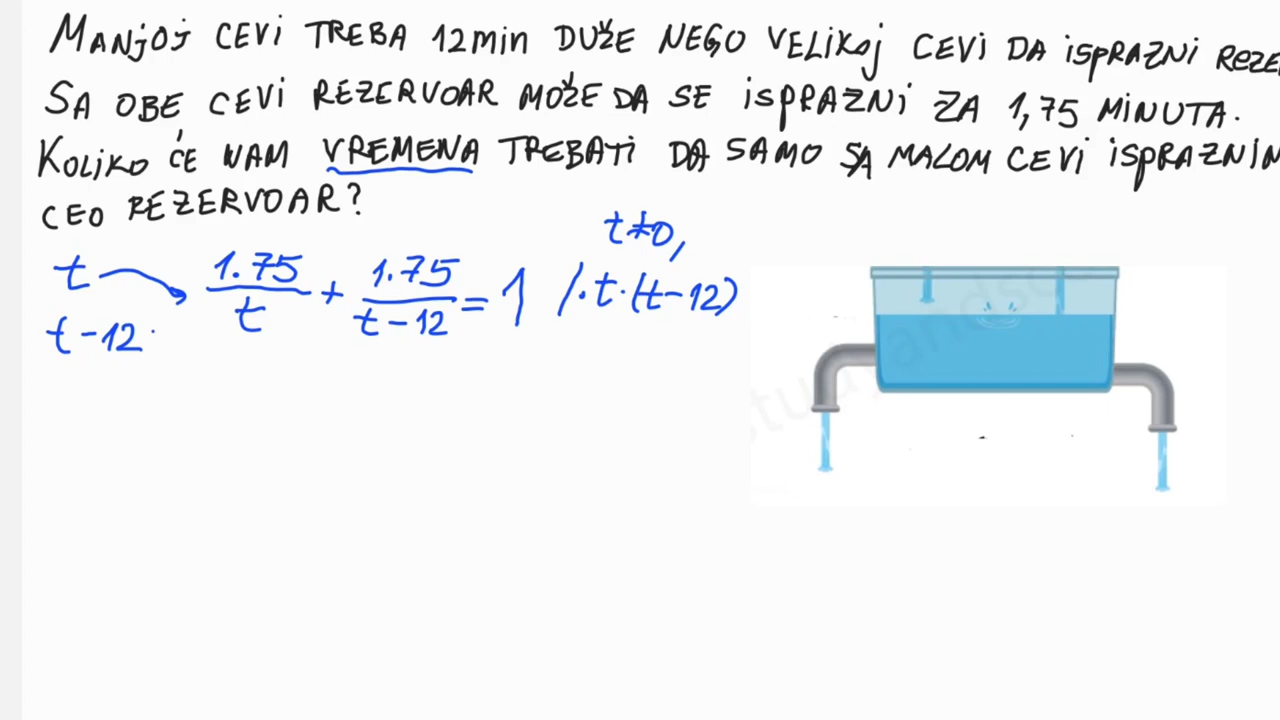 MANJOJ CEVI TREBA 12min DUŽE NEGO VELIKOJ CEVI DA ISPRAZNI
SA OBE CEVI REZERVOAR MOŽE DA SE ISPRAZNI ZA 1,75 MINUTA.
KOLIKO ĆE NAM VREMENA TREBATI DA SAMO SA MALOM CEVI
CEO REZERVOAR?
t≠0,
t 1.75/t + 1.75/(t-12) = 1 /·t·(t-12)
t-12